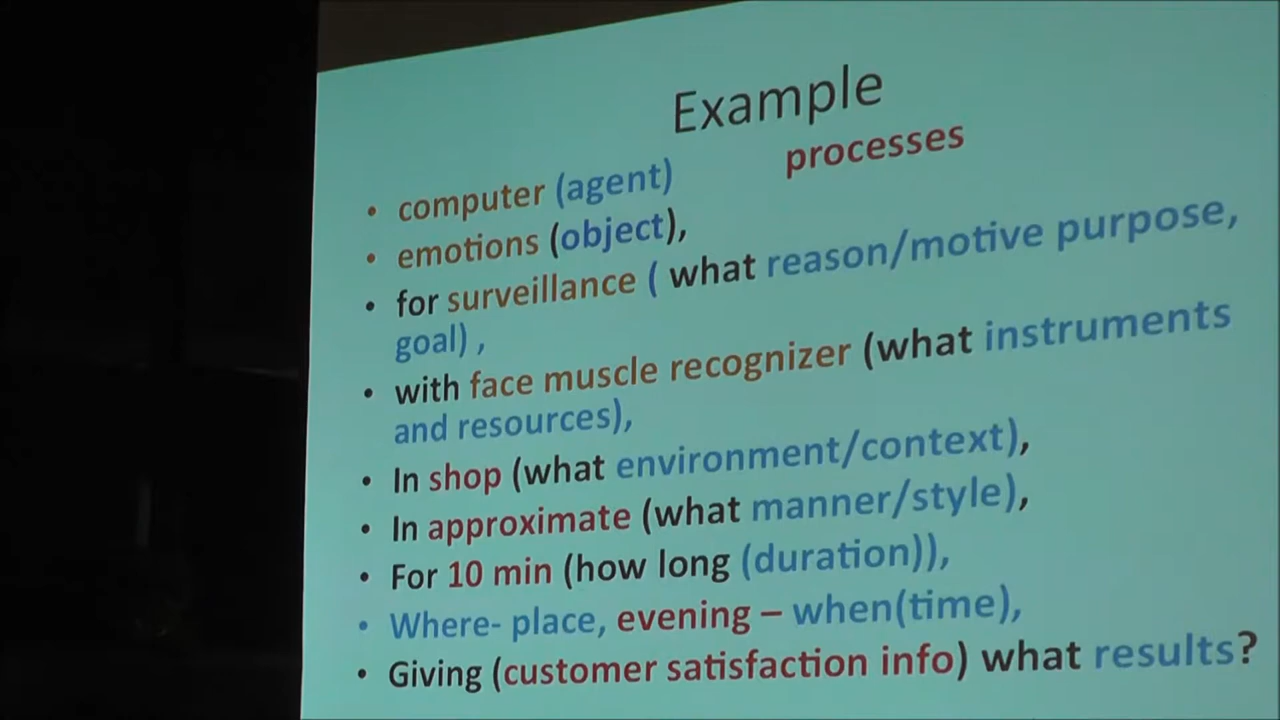 Example
processes
• computer (agent)
• emotions (object),
• for surveillance ( what reason/motive purpose,
goal) ,
• with face muscle recognizer (what instruments
and resources),
• In shop (what environment/context),
• In approximate (what manner/style),
• For 10 min (how long (duration)),
• Where- place, evening – when(time),
• Giving (customer satisfaction info) what results?